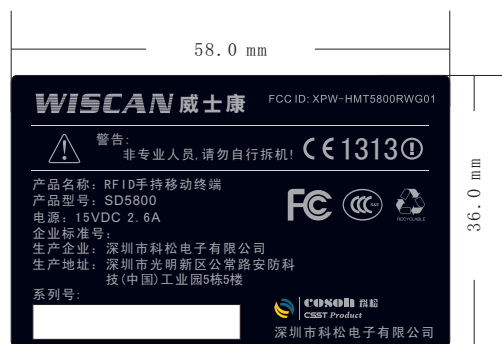 58.0 mm
WISCAN 威士康
FCC ID: XPW-HMT5800RWG01
36.0 mm
警告:
非专业人员,请勿自行拆机!
CE1313!
产品名称: RFID手持移动终端
产品型号: SD5800
电源: 15VDC 2.6A
企业标准号:
生产企业: 深圳市科松电子有限公司
生产地址: 深圳市光明新区公常路安防科
技(中国)工业园5栋5楼
FC
CCC
RECYCLABLE
系列号:
coson 科松
CSST Product
深圳市科松电子有限公司